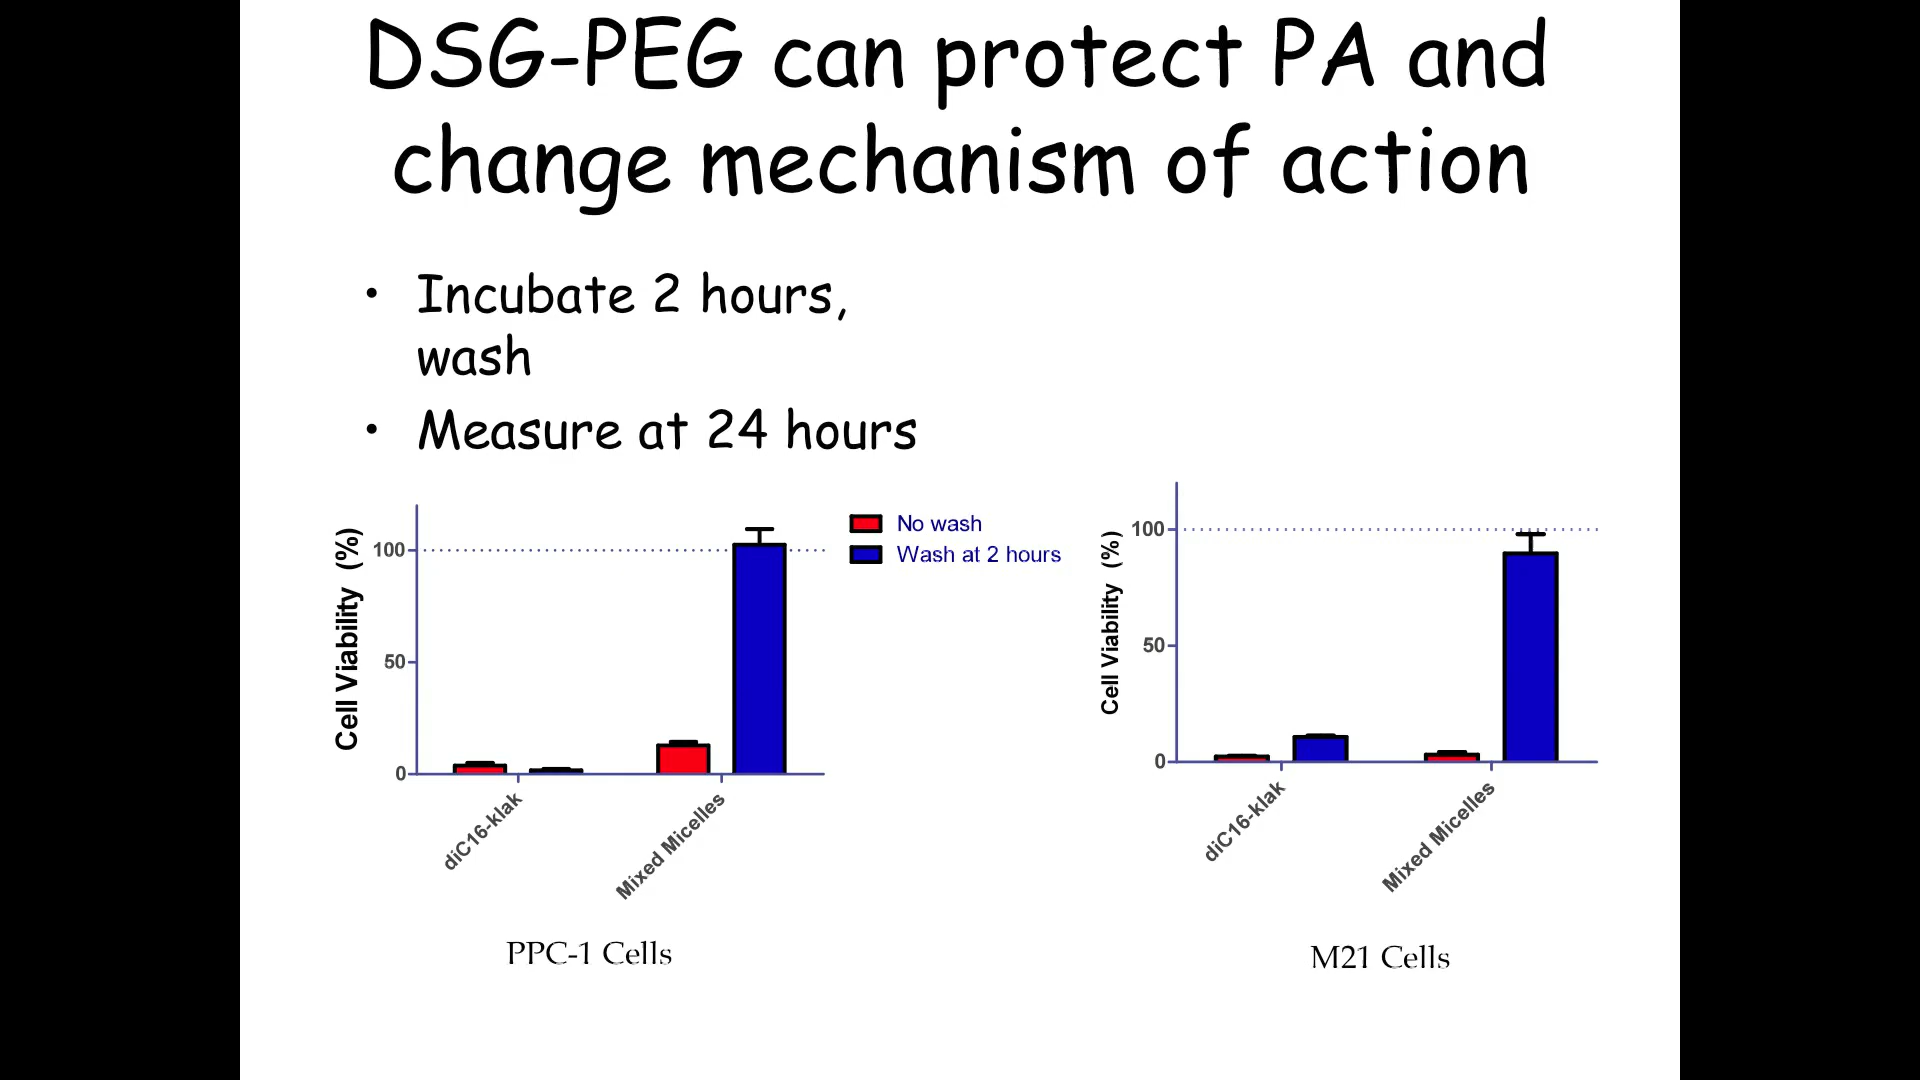 DSG-PEG can protect PA and
change mechanism of action
• Incubate 2 hours,
wash
• Measure at 24 hours
Cell Viability (%)
100
50
0
diC16-klak
Mixed Micelles
No wash
Wash at 2 hours
PPC-1 Cells
Cell Viability (%)
100
50
0
diC16-klak
Mixed Micelles
M21 Cells